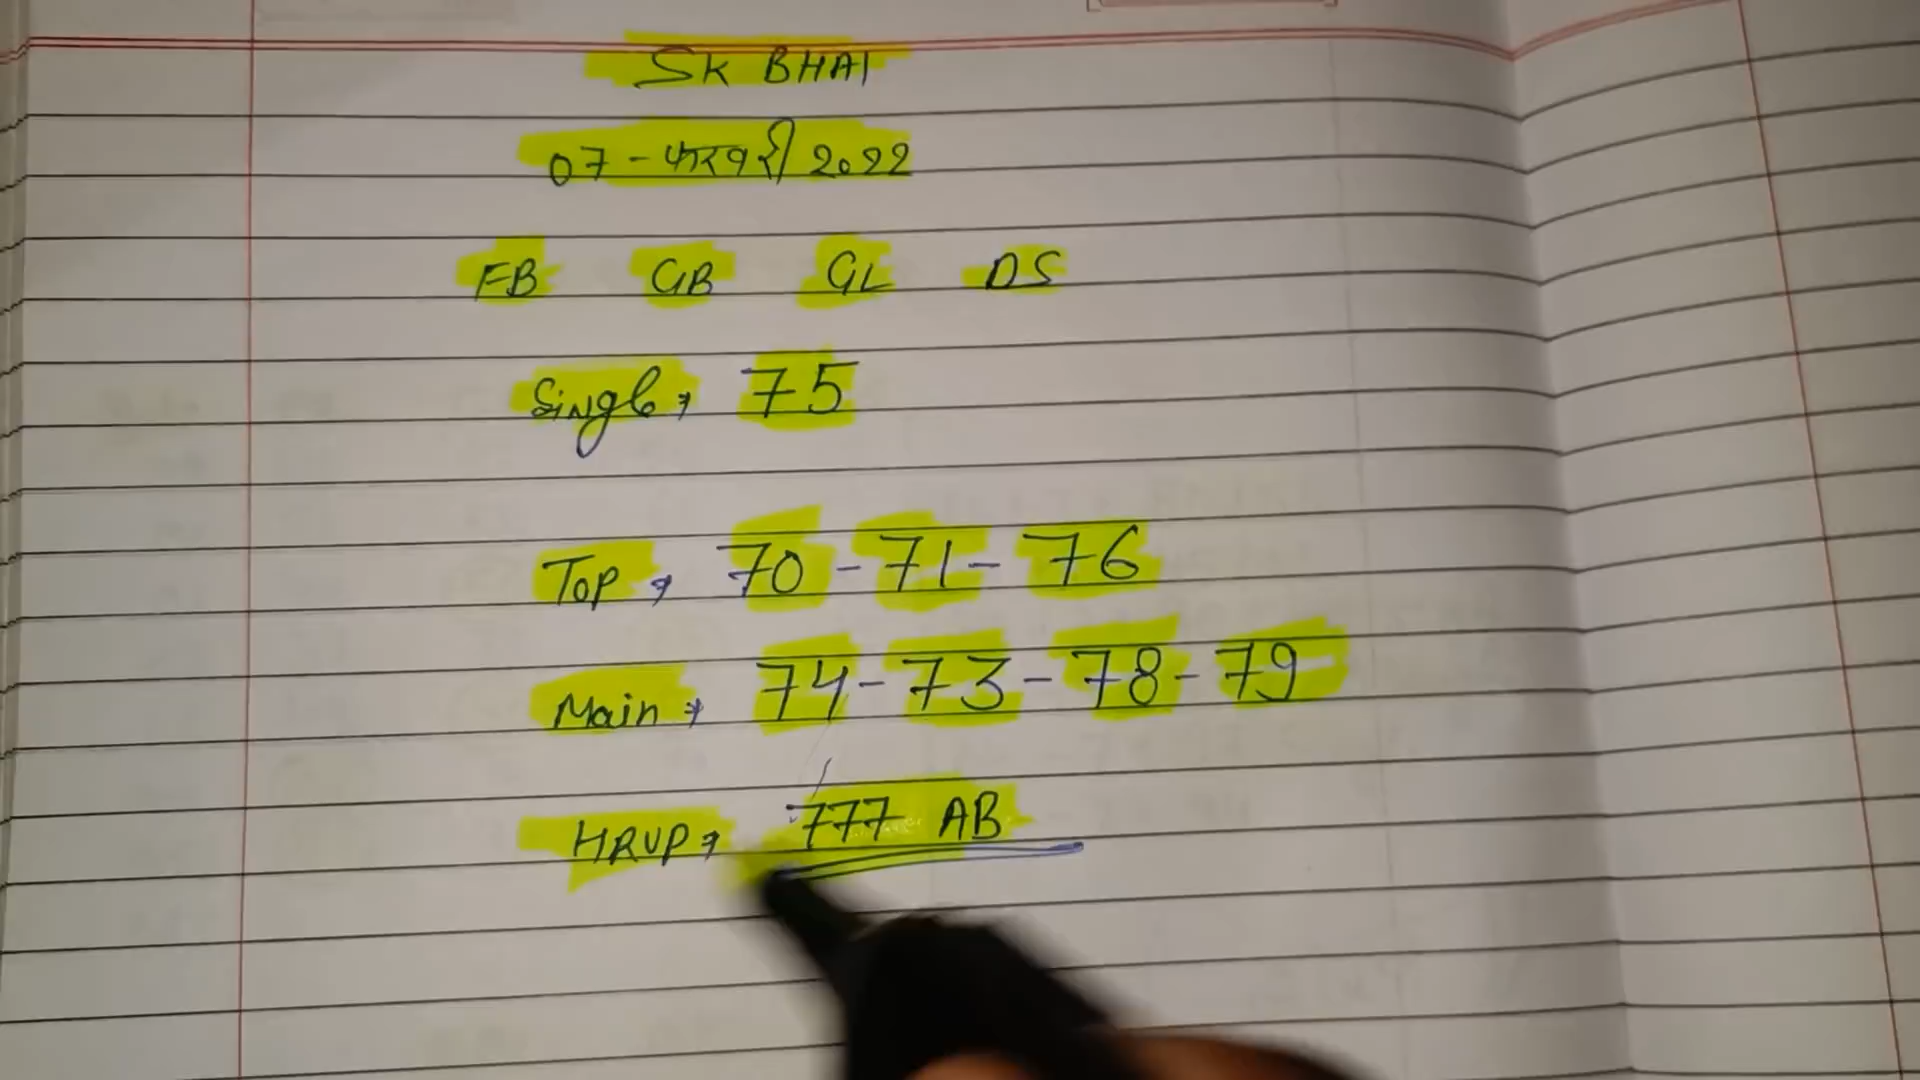 SK BHAI
07 - फरवरी 2022
FB GB GL DS
Single → 75
Top → 70 - 71 - 76
Main → 74 - 73 - 78 - 79
HRUP → 777 AB